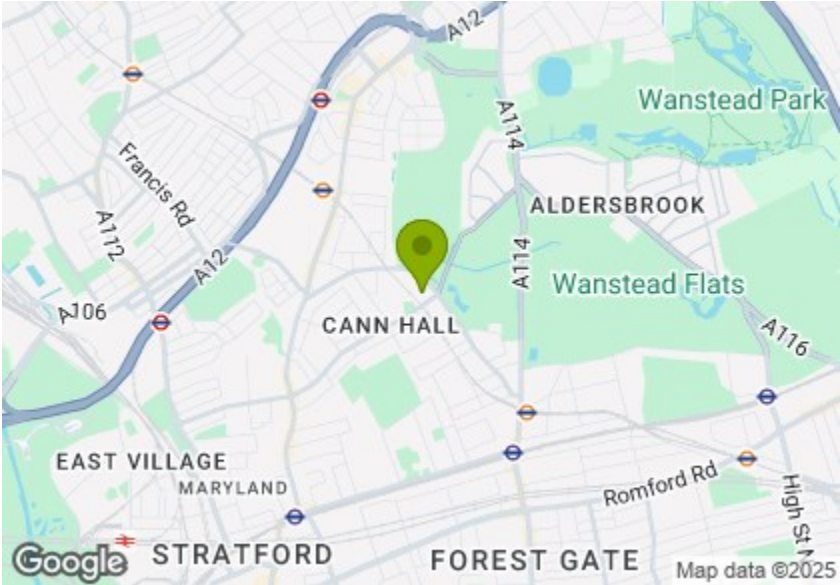 A12
Wanstead Park
A114
Francis Rd
ALDERSBROOK
A112
A114
A12
Wanstead Flats
A106
CANN HALL
A116
EAST VILLAGE
MARYLAND
Romford Rd
High St N
Google
STRATFORD
FOREST GATE
Map data ©2025